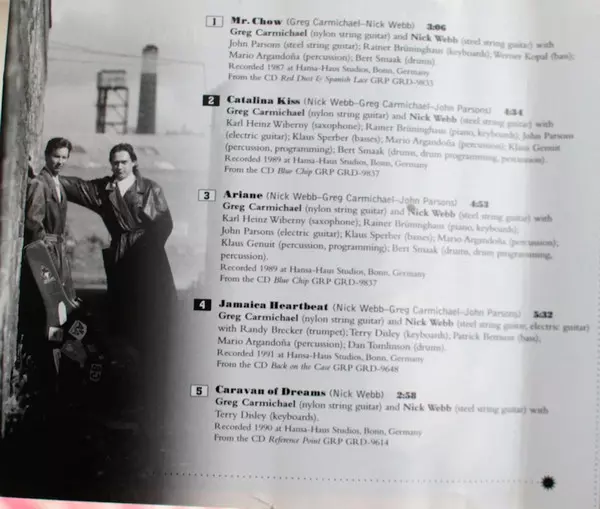 1 Mr. Chow (Greg Carmichael–Nick Webb) 3:06
Greg Carmichael (nylon string guitar) and Nick Webb (steel string guitar) with
John Parsons (steel string guitar); Rainer Brüninghaus (keyboards); Werner Kopal (bass);
Mario Argandoña (percussion); Bert Smaak (drums).
Recorded 1987 at Hansa-Haus Studios, Bonn, Germany
From the CD Red Dust & Spanish Lace GRP GRD-9833
2 Catalina Kiss (Nick Webb–Greg Carmichael–John Parsons) 4:34
Greg Carmichael (nylon string guitar) and Nick Webb (steel string guitar) with
Karl Heinz Wiberny (saxophone); Rainer Brüninghaus (piano, keyboards); John Parsons
(electric guitar); Klaus Sperber (basses); Mario Argandoña (percussion); Klaus Genuit
(percussion, programming); Bert Smaak (drums, drum programming, percussion).
Recorded 1989 at Hansa-Haus Studios, Bonn, Germany
From the CD Blue Chip GRP GRD-9837
3 Ariane (Nick Webb–Greg Carmichael–John Parsons) 4:53
Greg Carmichael (nylon string guitar) and Nick Webb (steel string guitar) with
Karl Heinz Wiberny (saxophone); Rainer Brüninghaus (piano, keyboards);
John Parsons (electric guitar); Klaus Sperber (basses); Mario Argandoña (percussion);
Klaus Genuit (percussion, programming); Bert Smaak (drums, drum programming,
percussion).
Recorded 1989 at Hansa-Haus Studios, Bonn, Germany
From the CD Blue Chip GRP GRD-9837
4 Jamaica Heartbeat (Nick Webb–Greg Carmichael–John Parsons) 5:32
Greg Carmichael (nylon string guitar) and Nick Webb (steel string guitar, electric guitar)
with Randy Brecker (trumpet); Terry Disley (keyboards), Patrick Bennison (bass),
Mario Argandoña (percussion); Dan Tomlinson (drums).
Recorded 1991 at Hansa-Haus Studios, Bonn, Germany
From the CD Back on the Case GRP GRD-9648
5 Caravan of Dreams (Nick Webb) 2:58
Greg Carmichael (nylon string guitar) and Nick Webb (steel string guitar) with
Terry Disley (keyboards).
Recorded 1990 at Hansa-Haus Studios, Bonn, Germany
From the CD Reference Point GRP GRD-9614